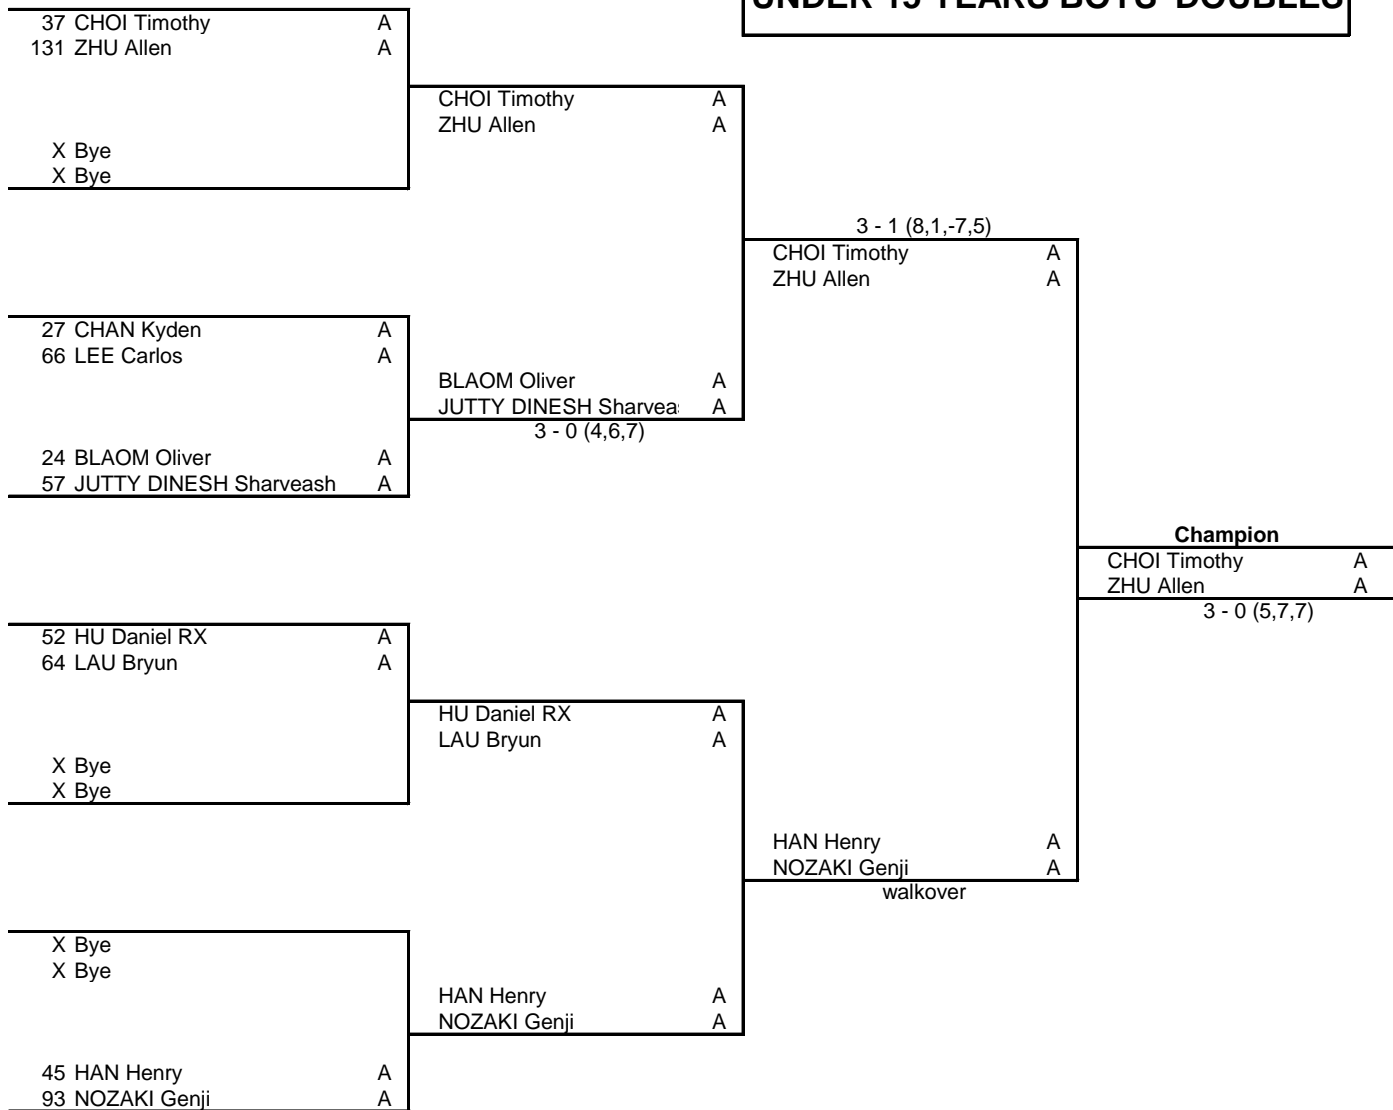 UNDER YEARS BOYS DOUBLES
37 CHOI Timothy A
131 ZHU Allen A
X Bye
X Bye
27 CHAN Kyden A
66 LEE Carlos A
24 BLAOM Oliver A
57 JUTTY DINESH Sharveash A
52 HU Daniel RX A
64 LAU Bryun A
X Bye
X Bye
X Bye
X Bye
45 HAN Henry A
93 NOZAKI Genji A
CHOI Timothy A
ZHU Allen A
BLAOM Oliver A
JUTTY DINESH Sharvea A
3 - 0 (4,6,7)
HU Daniel RX A
LAU Bryun A
HAN Henry A
NOZAKI Genji A
3 - 1 (8,1,-7,5)
CHOI Timothy A
ZHU Allen A
HAN Henry A
NOZAKI Genji A
walkover
Champion
CHOI Timothy A
ZHU Allen A
3 - 0 (5,7,7)